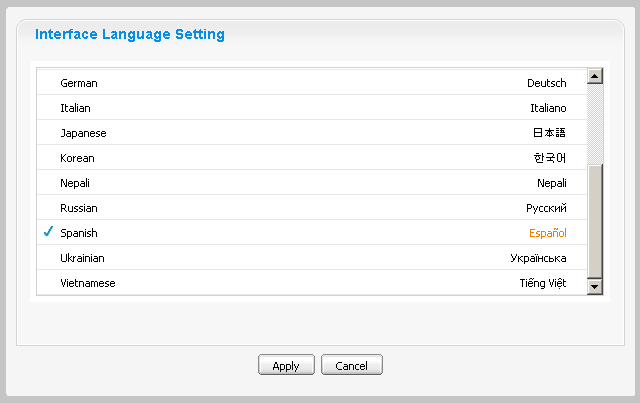 Interface Language Setting
German Deutsch
Italian Italiano
Japanese 日本語
Korean 한국어
Nepali Nepali
Russian Русский
Spanish Español
Ukrainian Українська
Vietnamese Tiếng Việt
Apply Cancel